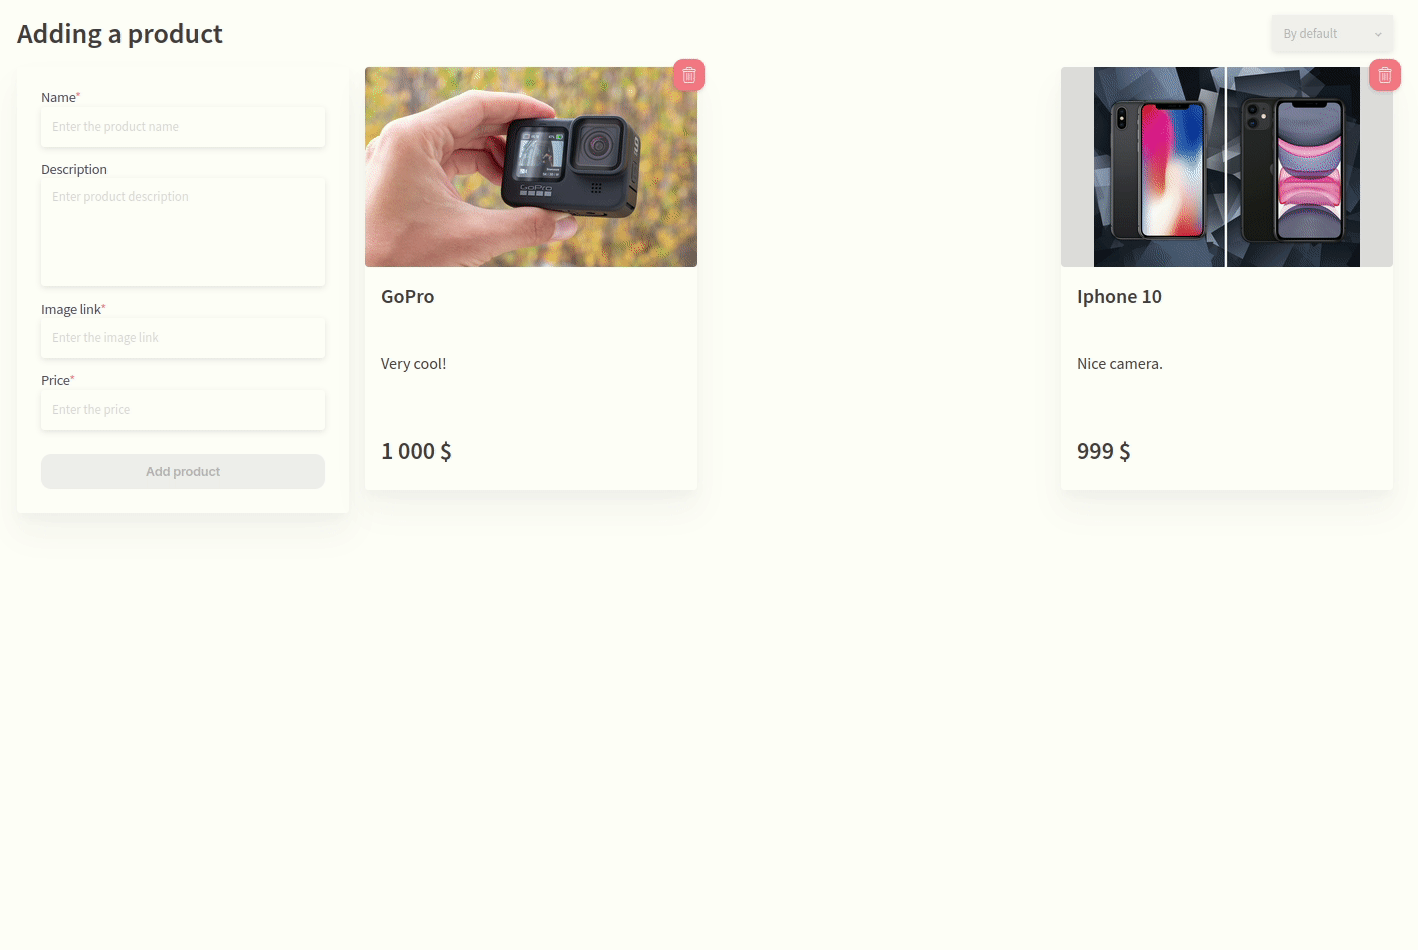 Adding a product
By default
Name*
Enter the product name
Description
Enter product description
Image link*
Enter the image link
Price*
Enter the price
Add product
GoPro
GoPro
Very cool!
1 000 $
Iphone 10
Nice camera.
999 $